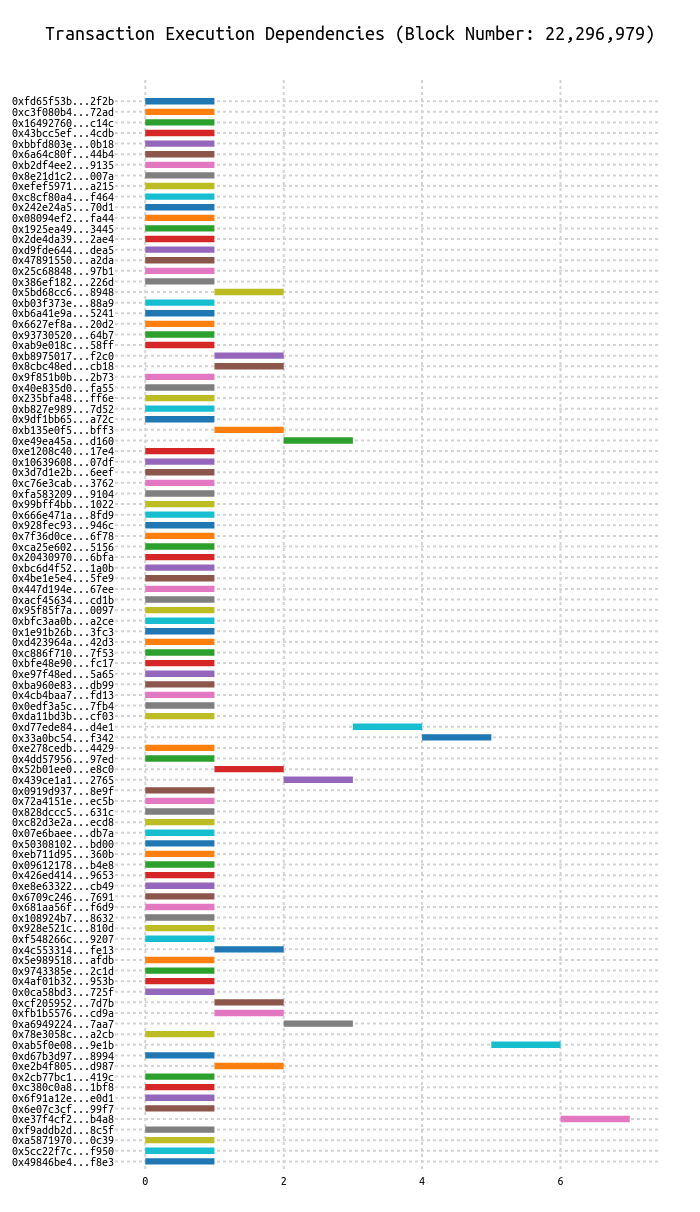 Transaction Execution Dependencies (Block Number: 22,296,979)
0xfd65f53b...2f2b
0xc3f080b4...72ad
0x16492760...c14c
0x43bcc5ef...4cdb
0xbbfd803e...0b18
0x6a64c80f...44b4
0xb2df4ee2...9135
0x8e21d1c2...007a
0xefef5971...a215
0xc8cf80a4...f464
0x242e24a5...70d1
0x08094ef2...fa44
0x1925ea49...3445
0x2de4da39...2ae4
0xd9fde644...dea5
0x47891550...a2da
0x25c68848...97b1
0x386ef182...226d
0x5bd68cc6...8948
0xb03f373e...88a9
0xb6a41e9a...5241
0x6627ef8a...20d2
0x93730520...64b7
0xab9e018c...58ff
0xb8975017...f2c0
0x8cbc48ed...cb18
0x9f851b0b...2b73
0x40e835d0...fa55
0x235bfa48...ff6e
0xb827e989...7d52
0x9df1bb65...a72c
0xb135e0f5...bff3
0xe49ea45a...d160
0xe1208c40...17e4
0x10639608...07df
0x3d7d1e2b...6eef
0xc76e3cab...3762
0xfa583209...9104
0x99bff4bb...1022
0x666e471a...8fd9
0x928fec93...946c
0x7f36d0ce...6f78
0xca25e602...5156
0x20430970...6bfa
0xbc6d4f52...1a0b
0x4be1e5e4...5fe9
0x447d194e...67ee
0xacf45634...cd1b
0x95f85f7a...0097
0xbfc3aa0b...a2ce
0x1e91b26b...3fc3
0xd423964a...42d3
0xc886f710...7f53
0xbfe48e90...fc17
0xe97f48ed...5a65
0xba960e83...db99
0x4cb4baa7...fd13
0x0edf3a5c...7fb4
0xda11bd3b...cf03
0xd77ede84...d4e1
0x33a0bc54...f342
0xe278cedb...4429
0x4dd57956...97ed
0x52b01ee0...e8c0
0x439ce1a1...2765
0x0919d937...8e9f
0x72a4151e...ec5b
0x828dccc5...631c
0xc82d3e2a...ecd8
0x07e6baee...db7a
0x50308102...bd00
0xeb711d95...360b
0x09612178...b4e8
0x426ed414...9653
0xe8e63322...cb49
0x6709c246...7691
0x681aa56f...f6d9
0x108924b7...8632
0x928e521c...810d
0xf548266c...9207
0x4c553314...fe13
0x5e989518...afdb
0x9743385e...2c1d
0x4af01b32...953b
0x0ca58bd3...725f
0xcf205952...7d7b
0xfb1b5576...cd9a
0xa6949224...7aa7
0x78e3058c...a2cb
0xab5f0e08...9e1b
0xd67b3d97...8994
0xe2b4f805...d987
0x2cb77bc1...419c
0xc380c0a8...1bf8
0x6f91a12e...e0d1
0x6e07c3cf...99f7
0xe37f4cf2...b4a8
0xf9addb2d...8c5f
0xa5871970...0c39
0x5cc22f7c...f950
0x49846be4...f8e3
0 2 4 6